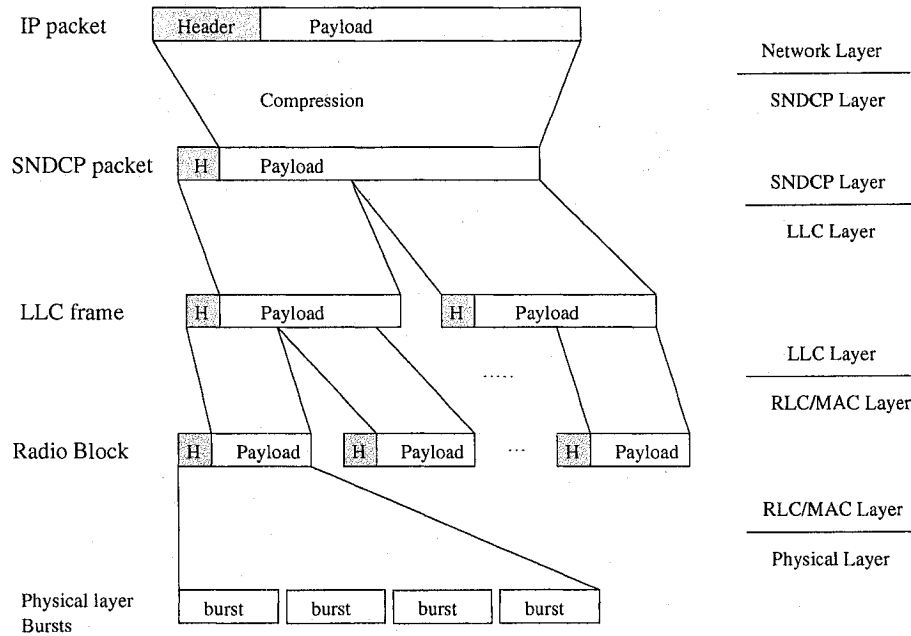 IP packet
Header
Payload
Network Layer
Compression
SNDCP Layer
SNDCP packet
H
Payload
SNDCP Layer
LLC Layer
LLC frame
H
Payload
H
Payload
LLC Layer
.....
RLC/MAC Layer
Radio Block
H
Payload
H
Payload
...
H
Payload
RLC/MAC Layer
Physical Layer
Physical layer
Bursts
burst
burst
burst
burst